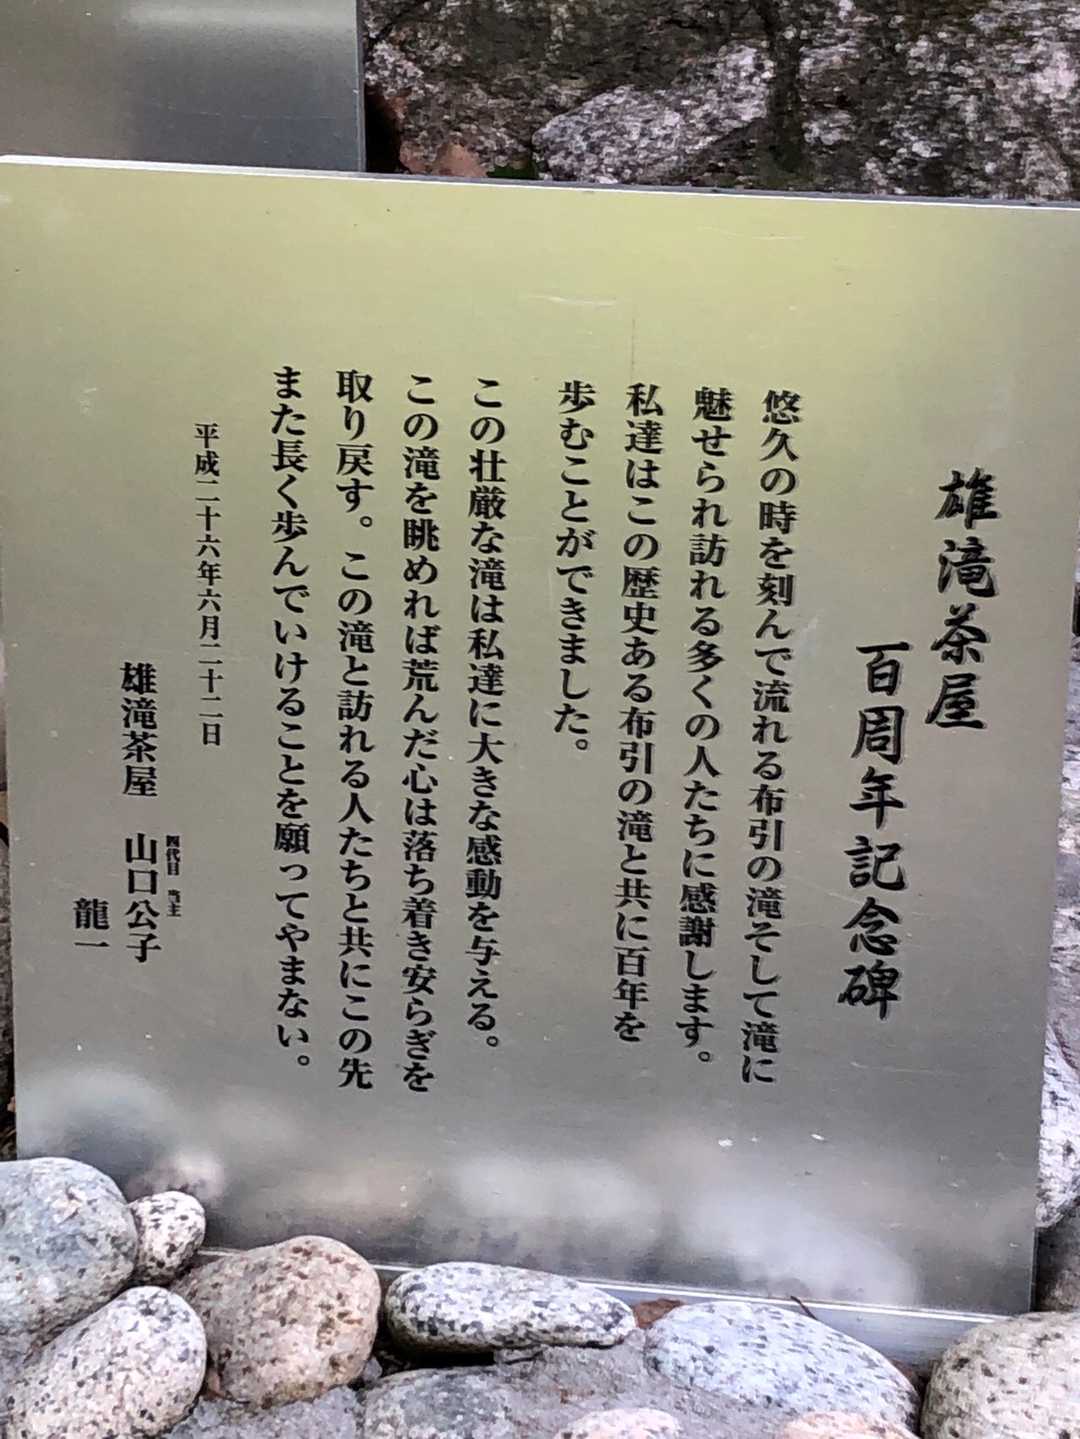 雄滝茶屋
百周年記念碑
悠久の時を刻んで流れる布引の滝そして滝に
魅せられ訪れる多くの人たちに感謝します。
私達はこの歴史ある布引の滝と共に百年を
歩むことができました。
この壮厳な滝は私達に大きな感動を与える。
この滝を眺めれば荒んだ心は落ち着き安らぎを
取り戻す。この滝と訪れる人たちと共にこの先
また長く歩んでいけることを願ってやまない。
平成二十六年六月二十二日
四代目 当主
雄滝茶屋 山口公子
龍一